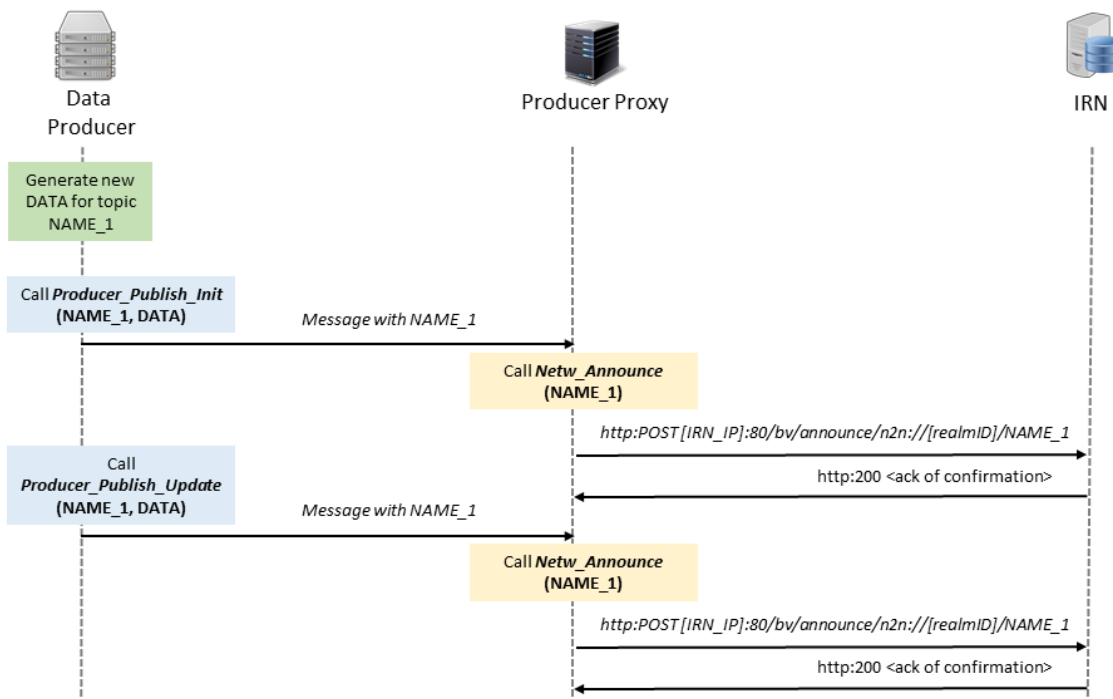 Data
Producer
Producer Proxy
IRN
Generate new
DATA for topic
NAME_1
Call Producer_Publish_Init
(NAME_1, DATA)
Message with NAME_1
Call Netw_Announce
(NAME_1)
http:POST[IRN_IP]:80/bv/announce/n2n://[realmID]/NAME_1
http:200 <ack of confirmation>
Call
Producer_Publish_Update
(NAME_1, DATA)
Message with NAME_1
Call Netw_Announce
(NAME_1)
http:POST[IRN_IP]:80/bv/announce/n2n://[realmID]/NAME_1
http:200 <ack of confirmation>